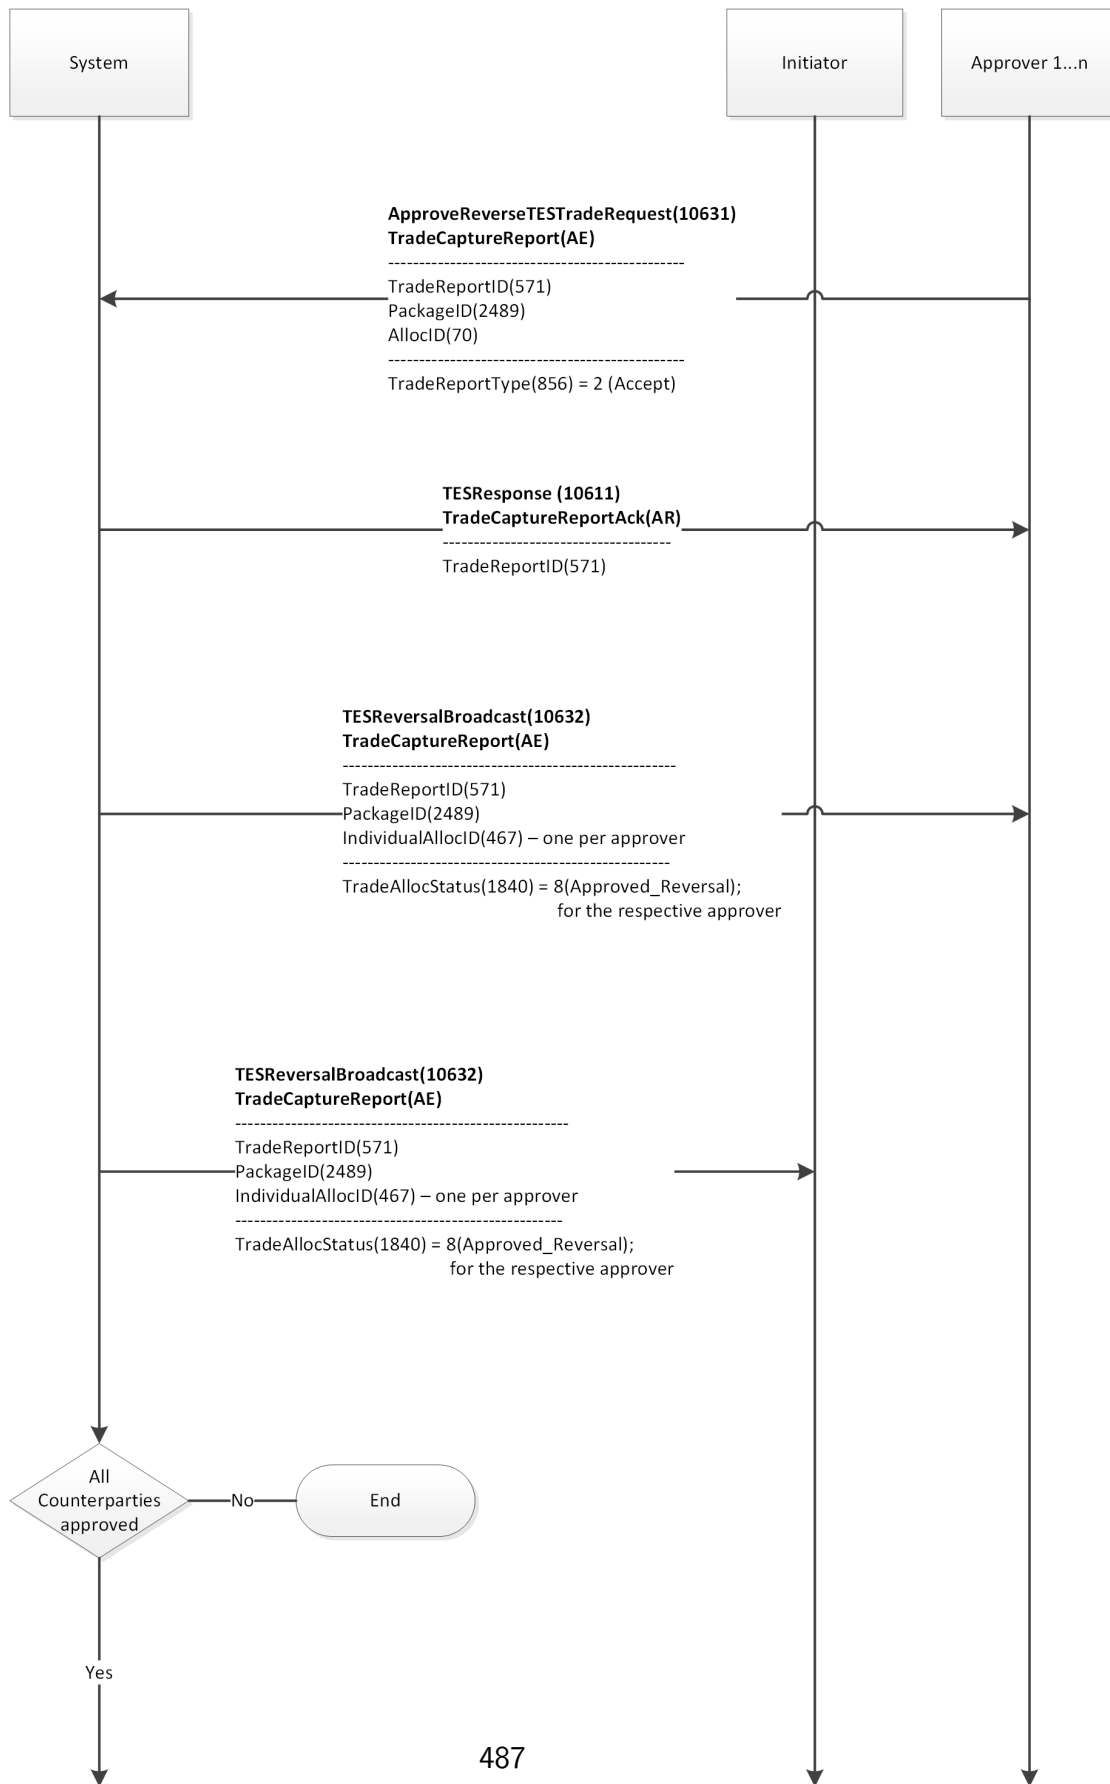 System
Initiator
Approver 1...n
ApproveReverseTESTradeRequest(10631)
TradeCaptureReport(AE)
------------------------------------------------
TradeReportID(571)
PackageID(2489)
AllocID(70)
------------------------------------------------
TradeReportType(856) = 2 (Accept)
TESResponse (10611)
TradeCaptureReportAck(AR)
-------------------------------------
TradeReportID(571)
TESReversalBroadcast(10632)
TradeCaptureReport(AE)
------------------------------------------------------
TradeReportID(571)
PackageID(2489)
IndividualAllocID(467) – one per approver
-----------------------------------------------------
TradeAllocStatus(1840) = 8(Approved_Reversal);
for the respective approver
TESReversalBroadcast(10632)
TradeCaptureReport(AE)
------------------------------------------------------
TradeReportID(571)
PackageID(2489)
IndividualAllocID(467) – one per approver
-----------------------------------------------------
TradeAllocStatus(1840) = 8(Approved_Reversal);
for the respective approver
All
Counterparties
approved
No
End
Yes
487